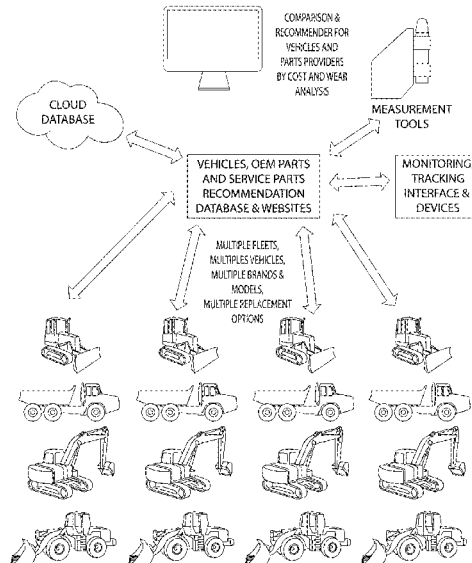 COMPARISON &
RECOMMENDER FOR
VEHICLES AND
PARTS PROVIDERS
BY COST AND WEAR
ANALYSIS
CLOUD
DATABASE
MEASUREMENT
TOOLS
VEHICLES, OEM PARTS
AND SERVICE PARTS
RECOMMENDATION
DATABASE & WEBSITES
MONITORING
TRACKING
INTERFACE &
DEVICES
MULTIPLE FLEETS,
MULTIPLES VEHICLES,
MULTIPLE BRANDS &
MODELS,
MULTIPLE REPLACEMENT
OPTIONS